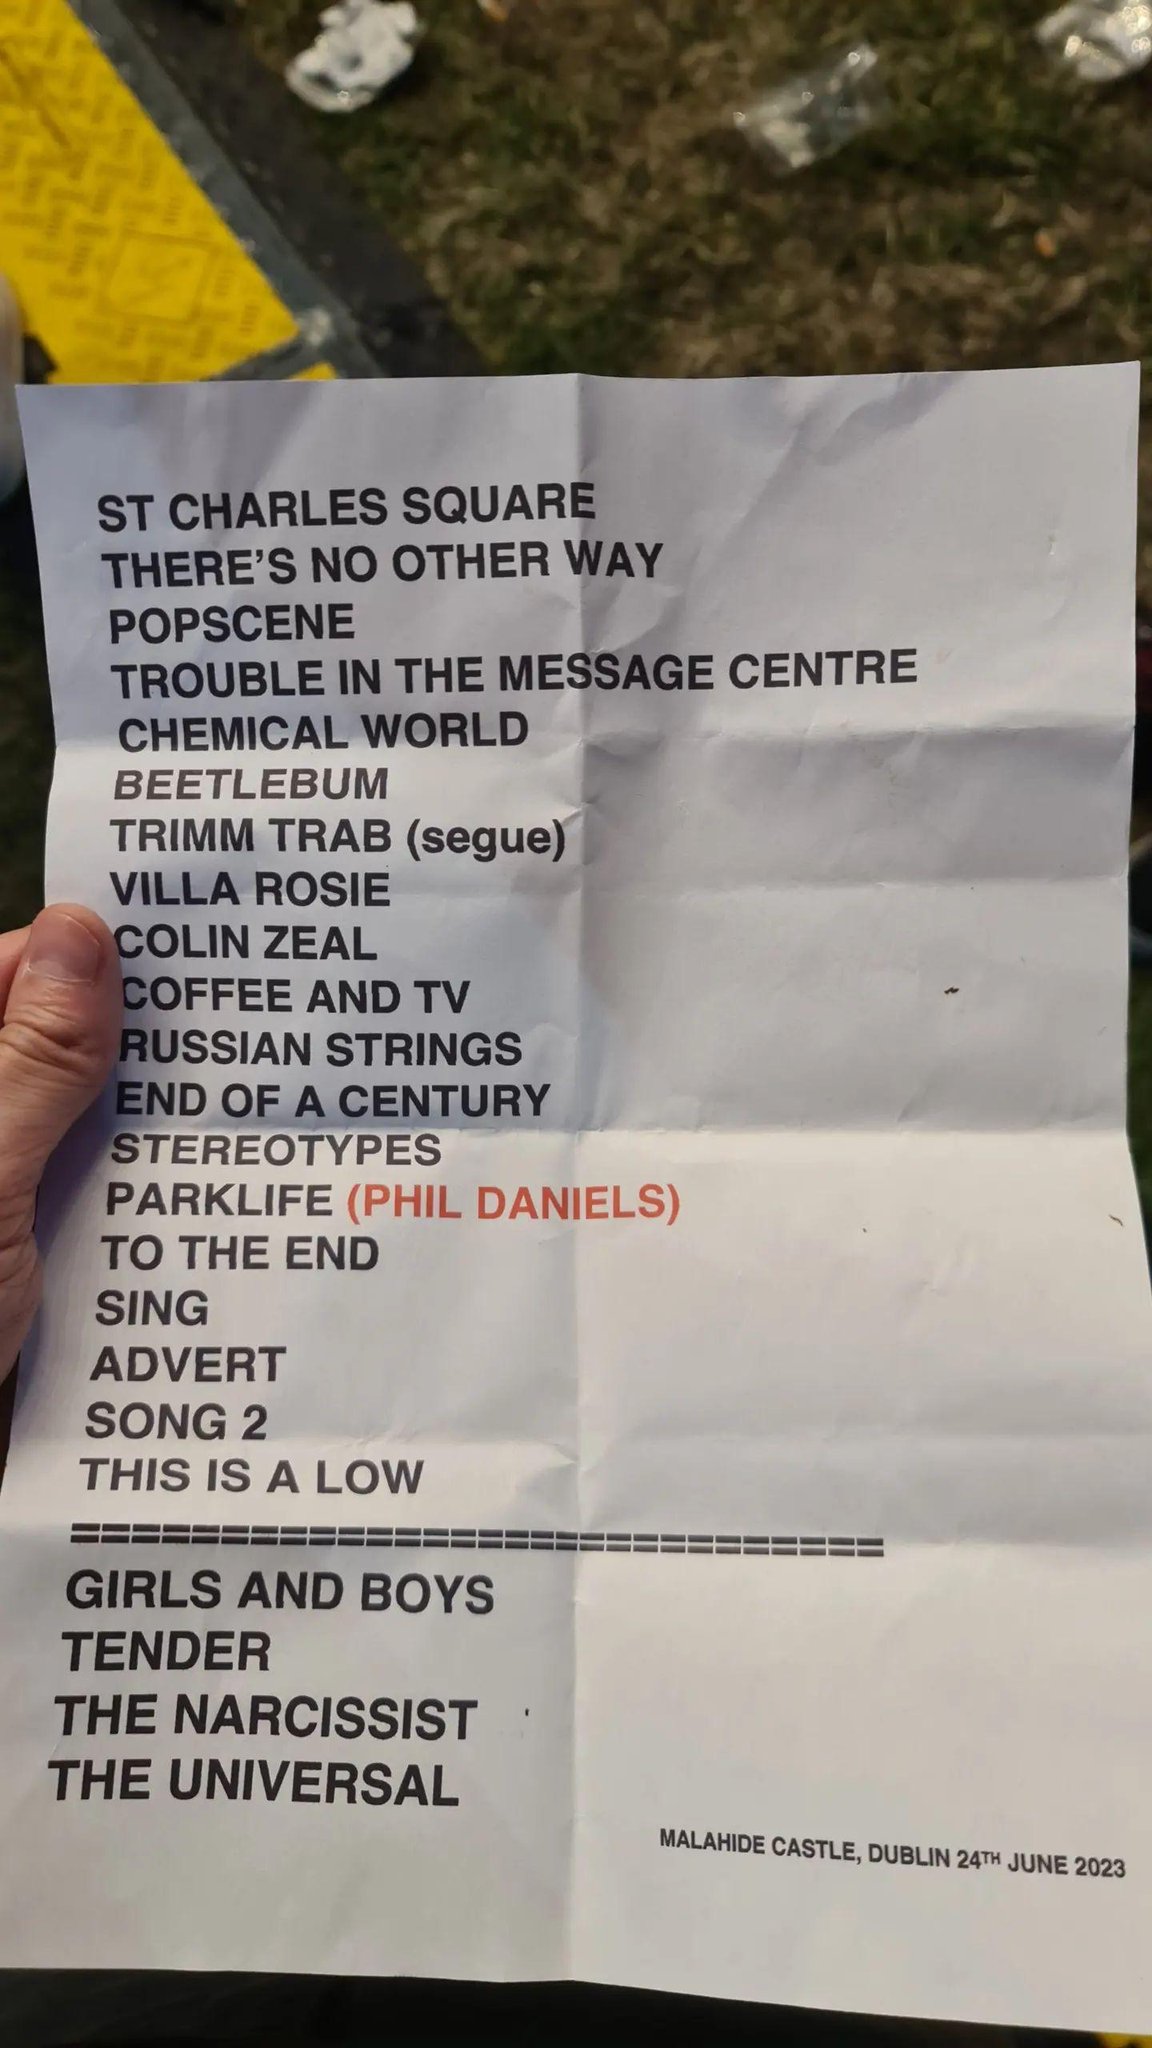 ST CHARLES SQUARE
THERE'S NO OTHER WAY
POPSCENE
TROUBLE IN THE MESSAGE CENTRE
CHEMICAL WORLD
BEETLEBUM
TRIMM TRAB (segue)
VILLA ROSIE
COLIN ZEAL
COFFEE AND TV
RUSSIAN STRINGS
END OF A CENTURY
STEREOTYPES
PARKLIFE (PHIL DANIELS)
TO THE END
SING
ADVERT
SONG 2
THIS IS A LOW
============================
GIRLS AND BOYS
TENDER
THE NARCISSIST
THE UNIVERSAL
MALAHIDE CASTLE, DUBLIN 24TH JUNE 2023